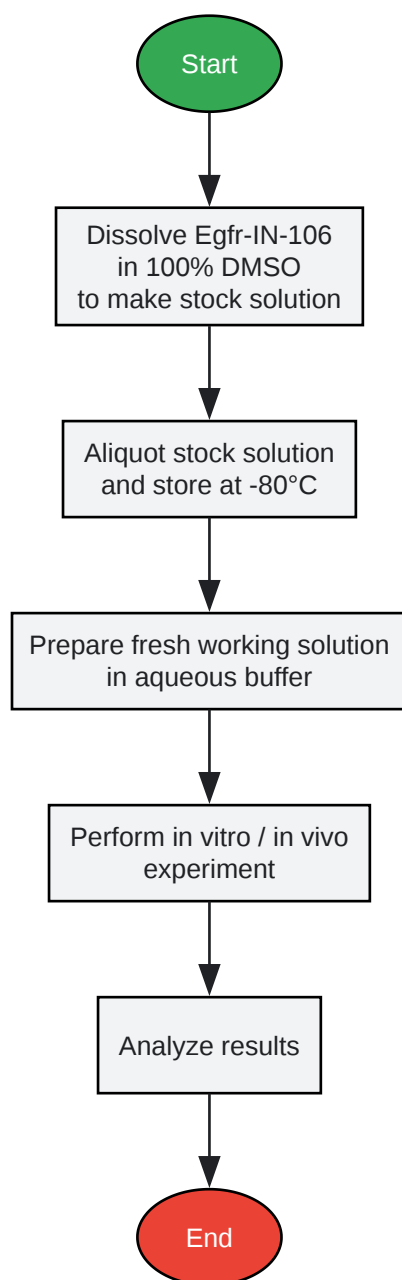 Start
Dissolve Egfr-IN-106
in 100% DMSO
to make stock solution
Aliquot stock solution
and store at -80°C
Prepare fresh working solution
in aqueous buffer
Perform in vitro / in vivo
experiment
Analyze results
End